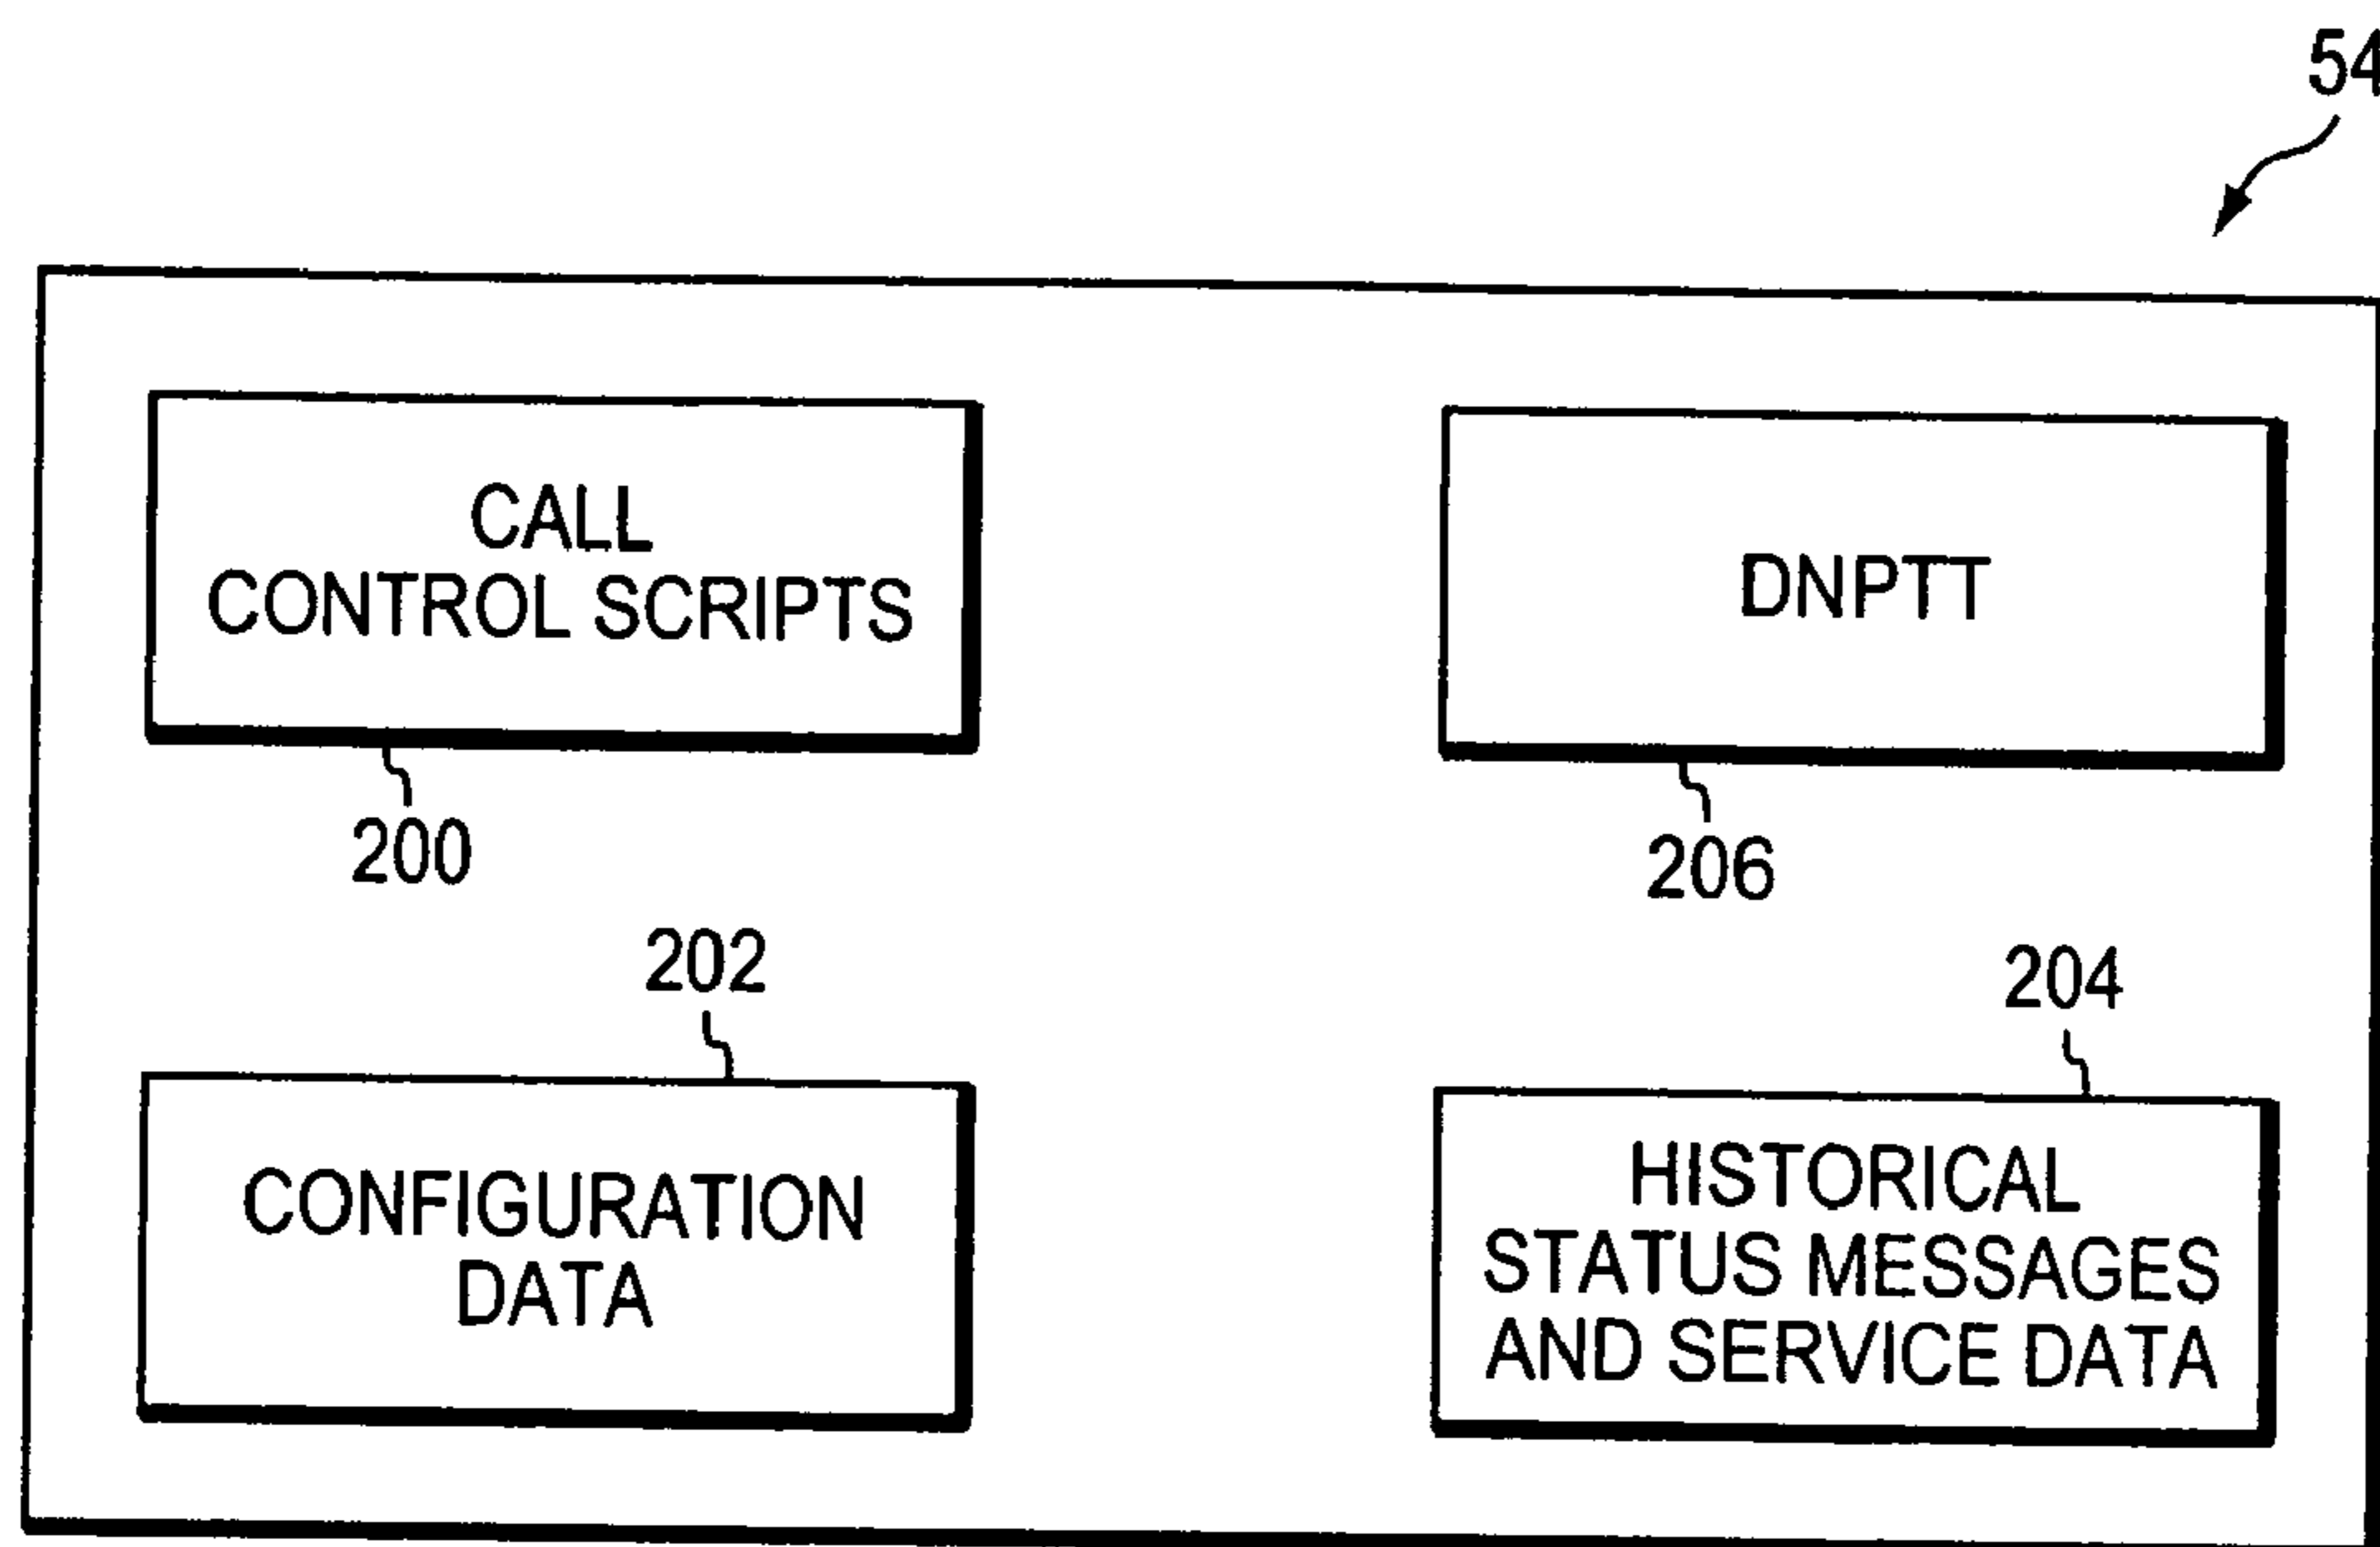 54
CALL
CONTROL SCRIPTS
200
DNPTT
206
202
CONFIGURATION
DATA
204
HISTORICAL
STATUS MESSAGES
AND SERVICE DATA